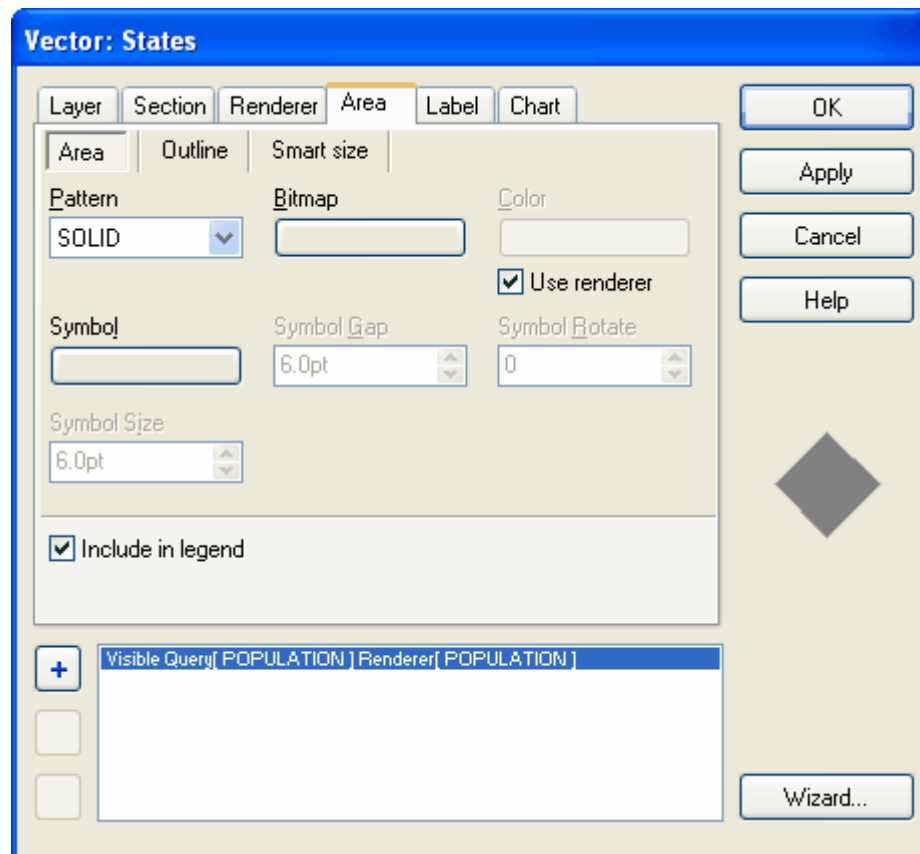 Vector: States
Layer Section Renderer Area Label Chart
OK
Area Outline Smart size
Apply
Pattern Bitmap Color
SOLID
Cancel
Use renderer
Help
Symbol Symbol Gap Symbol Rotate
6.0pt 0
Symbol Size
6.0pt
Include in legend
+
Visible Query[ POPULATION ] Renderer[ POPULATION ]
Wizard...